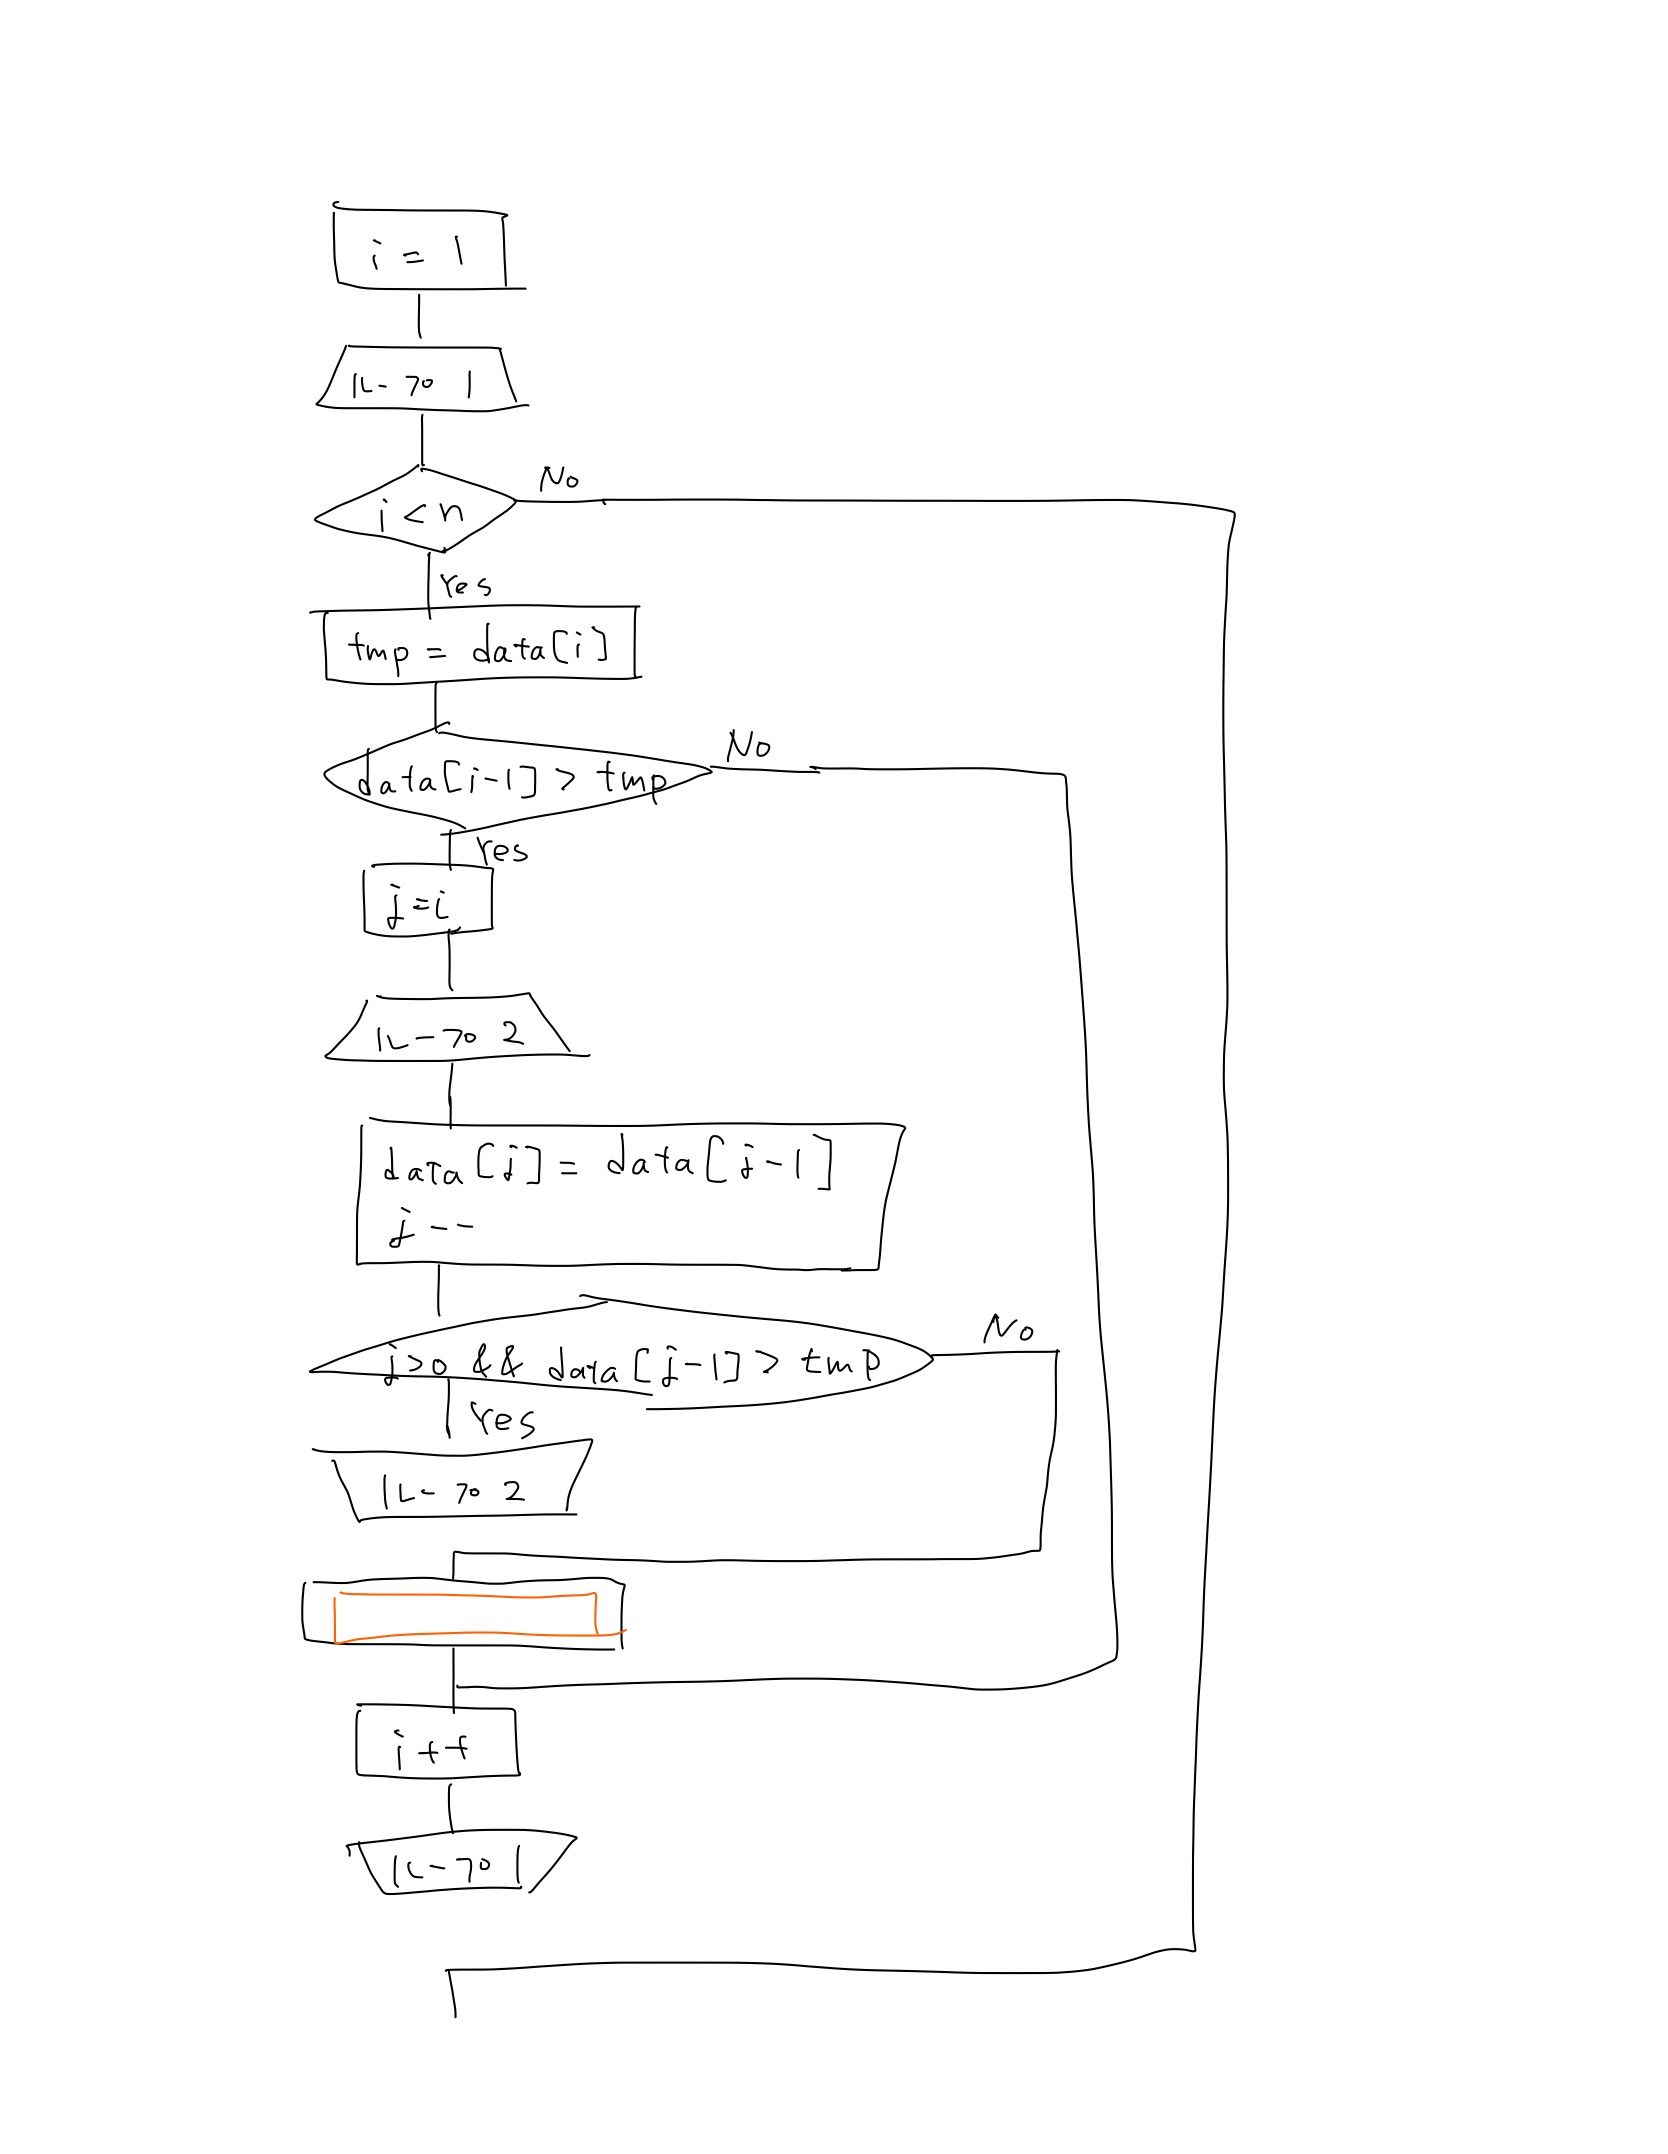 i = 1
ループ 1
i < n
No
Yes
tmp = data[i]
data[i-1] > tmp
No
Yes
j=i
ループ 2
data[j] = data[j-1]
j--
j>0 && data[j-1] > tmp
No
Yes
ループ 2
i++
ループ 1